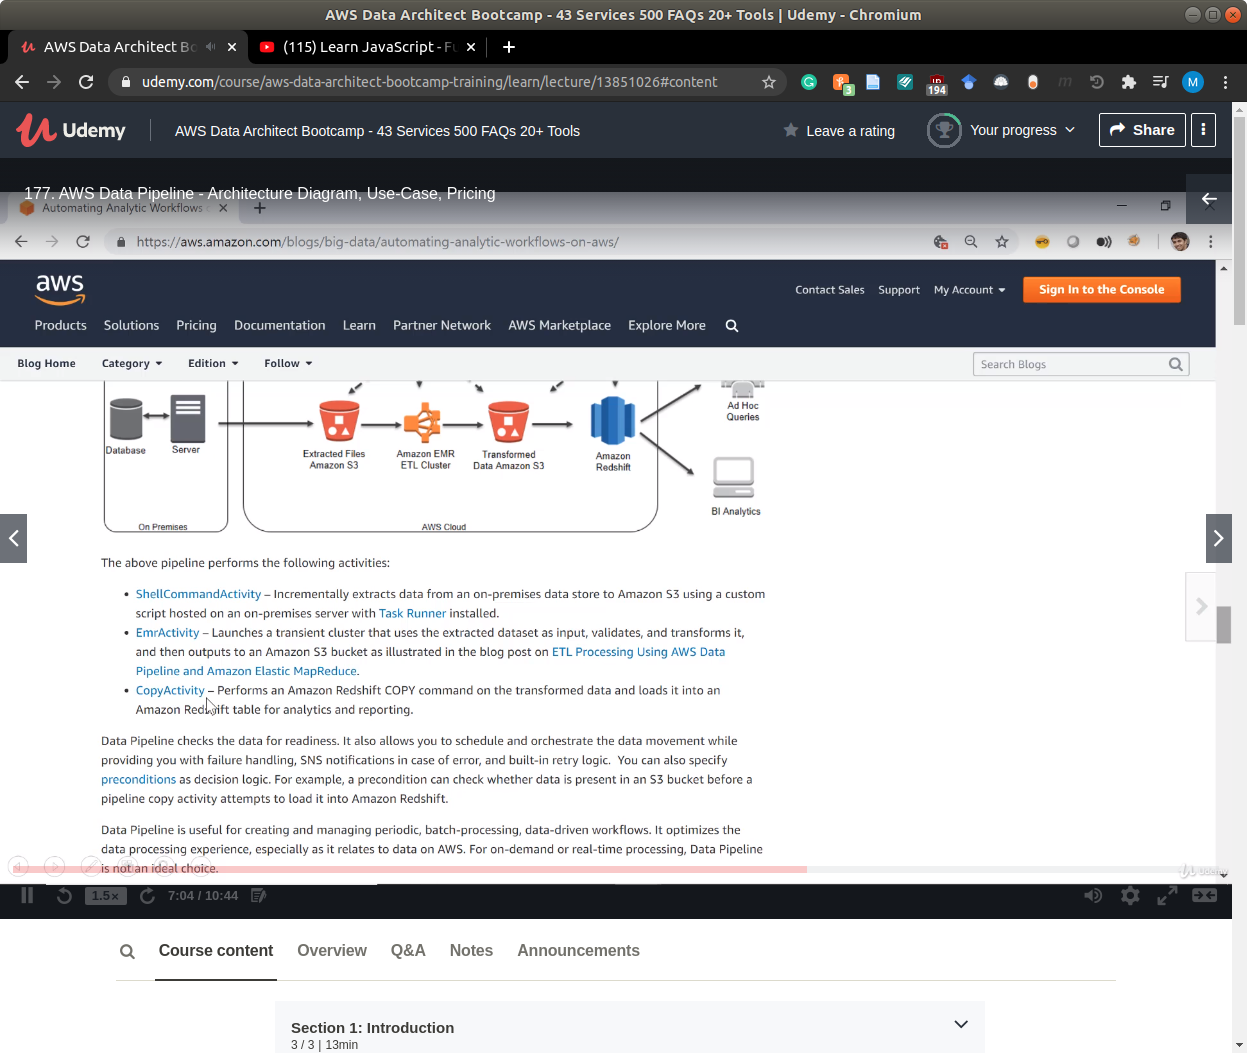 AWS Data Architect Bootcamp - 43 Services 500 FAQs 20+ Tools | Udemy - Chromium
AWS Data Architect Bo
(115) Learn JavaScript - Fu
udemy.com/course/aws-data-architect-bootcamp-training/learn/lecture/13851026#content
3
194
M
Udemy
AWS Data Architect Bootcamp - 43 Services 500 FAQs 20+ Tools
Leave a rating
Your progress
Share
177. AWS Data Pipeline - Architecture Diagram, Use-Case, Pricing
Automating Analytic Workflows
https://aws.amazon.com/blogs/big-data/automating-analytic-workflows-on-aws/
aws
Contact Sales Support My Account
Sign In to the Console
Products Solutions Pricing Documentation Learn Partner Network AWS Marketplace Explore More
Blog Home Category Edition Follow
Search Blogs
Ad Hoc
Queries
Database
Server
Extracted Files
Amazon S3
Amazon EMR
ETL Cluster
Transformed
Data Amazon S3
Amazon
Redshift
BI Analytics
On Premises
AWS Cloud
The above pipeline performs the following activities:
• ShellCommandActivity – Incrementally extracts data from an on-premises data store to Amazon S3 using a custom
script hosted on an on-premises server with Task Runner installed.
• EmrActivity – Launches a transient cluster that uses the extracted dataset as input, validates, and transforms it,
and then outputs to an Amazon S3 bucket as illustrated in the blog post on ETL Processing Using AWS Data
Pipeline and Amazon Elastic MapReduce.
• CopyActivity – Performs an Amazon Redshift COPY command on the transformed data and loads it into an
Amazon Redshift table for analytics and reporting.
Data Pipeline checks the data for readiness. It also allows you to schedule and orchestrate the data movement while
providing you with failure handling, SNS notifications in case of error, and built-in retry logic. You can also specify
preconditions as decision logic. For example, a precondition can check whether data is present in an S3 bucket before a
pipeline copy activity attempts to load it into Amazon Redshift.
Data Pipeline is useful for creating and managing periodic, batch-processing, data-driven workflows. It optimizes the
data processing experience, especially as it relates to data on AWS. For on-demand or real-time processing, Data Pipeline
is not an ideal choice.
Udemy
1.5x
7:04 / 10:44
Course content
Overview
Q&A
Notes
Announcements
Section 1: Introduction
3 / 3 | 13min